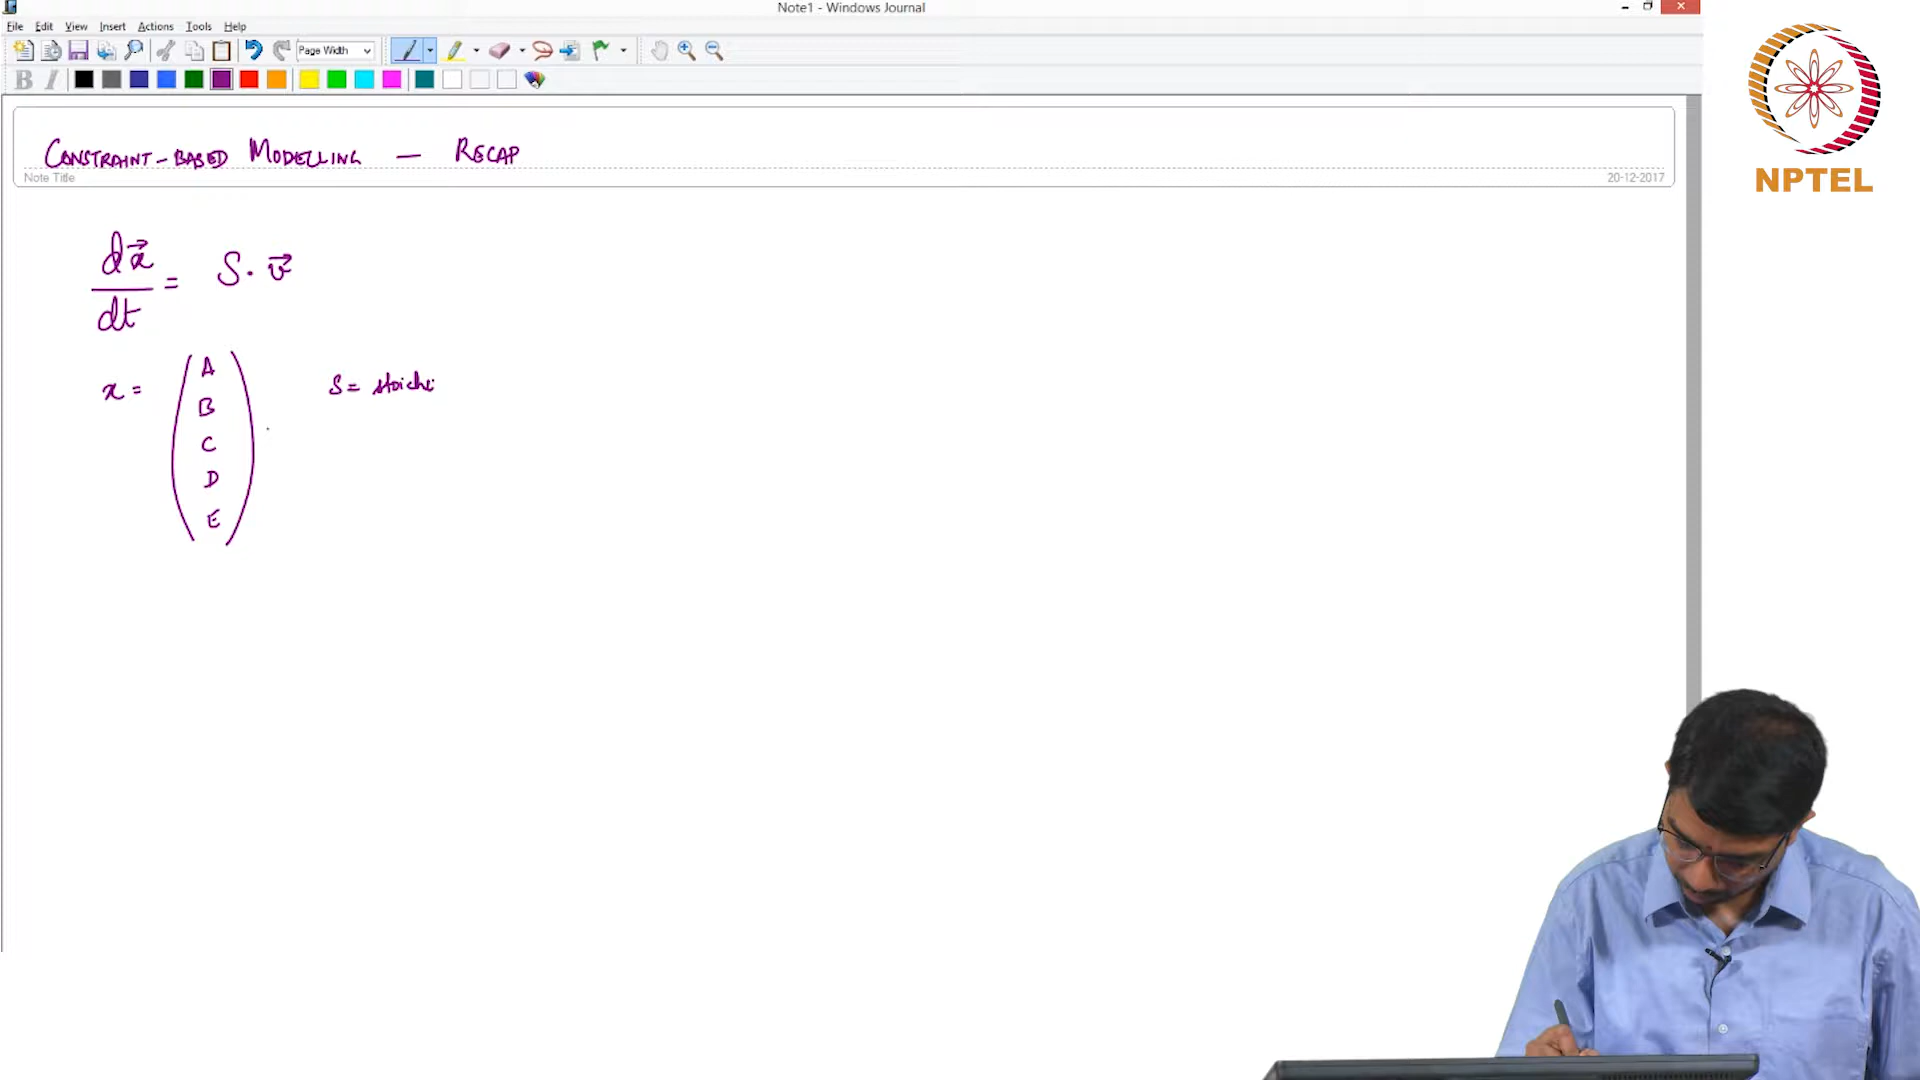 Note1 - Windows Journal
File Edit View Insert Actions Tools Help
Page Width
B I
CONSTRAINT-BASED MODELLING — RECAP
Note Title
20-12-2017
NPTEL
dx⃗/dt = S · v⃗
x = (A B C D E)
S = stoichi